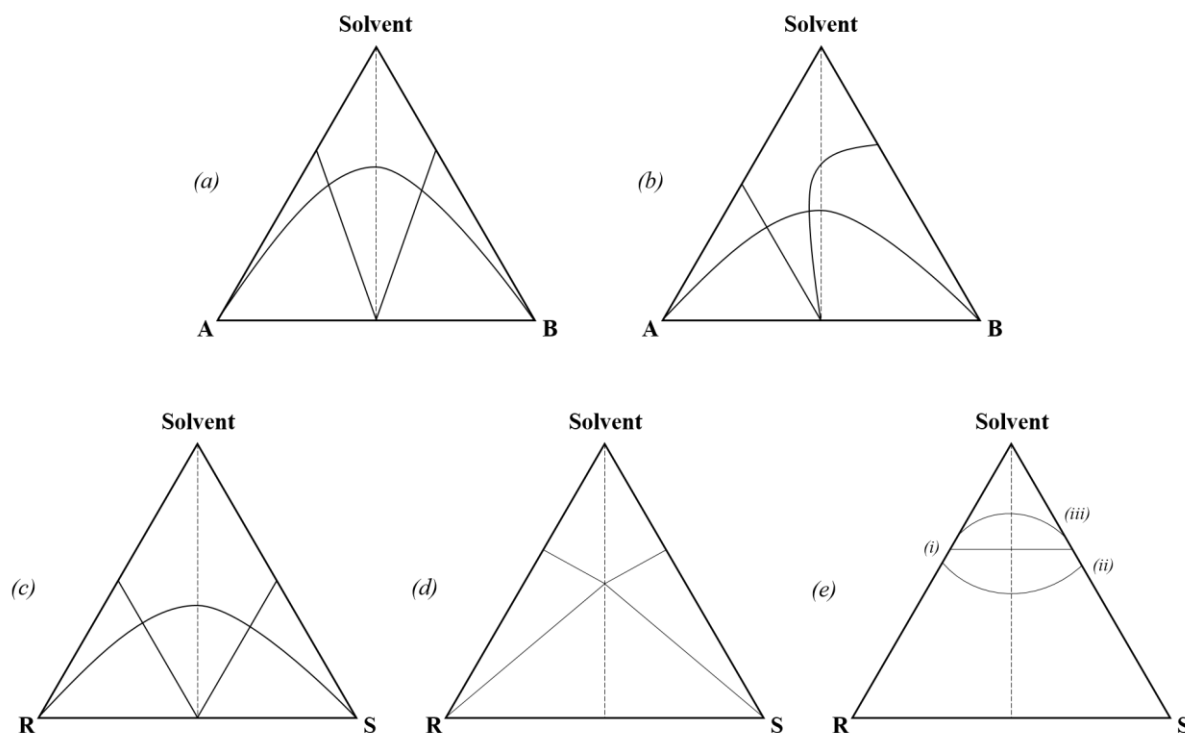 Solvent
Solvent
(a)
(b)
A
B
A
B
Solvent
Solvent
Solvent
(iii)
(i)
(ii)
(c)
(d)
(e)
R
S
R
S
R
S